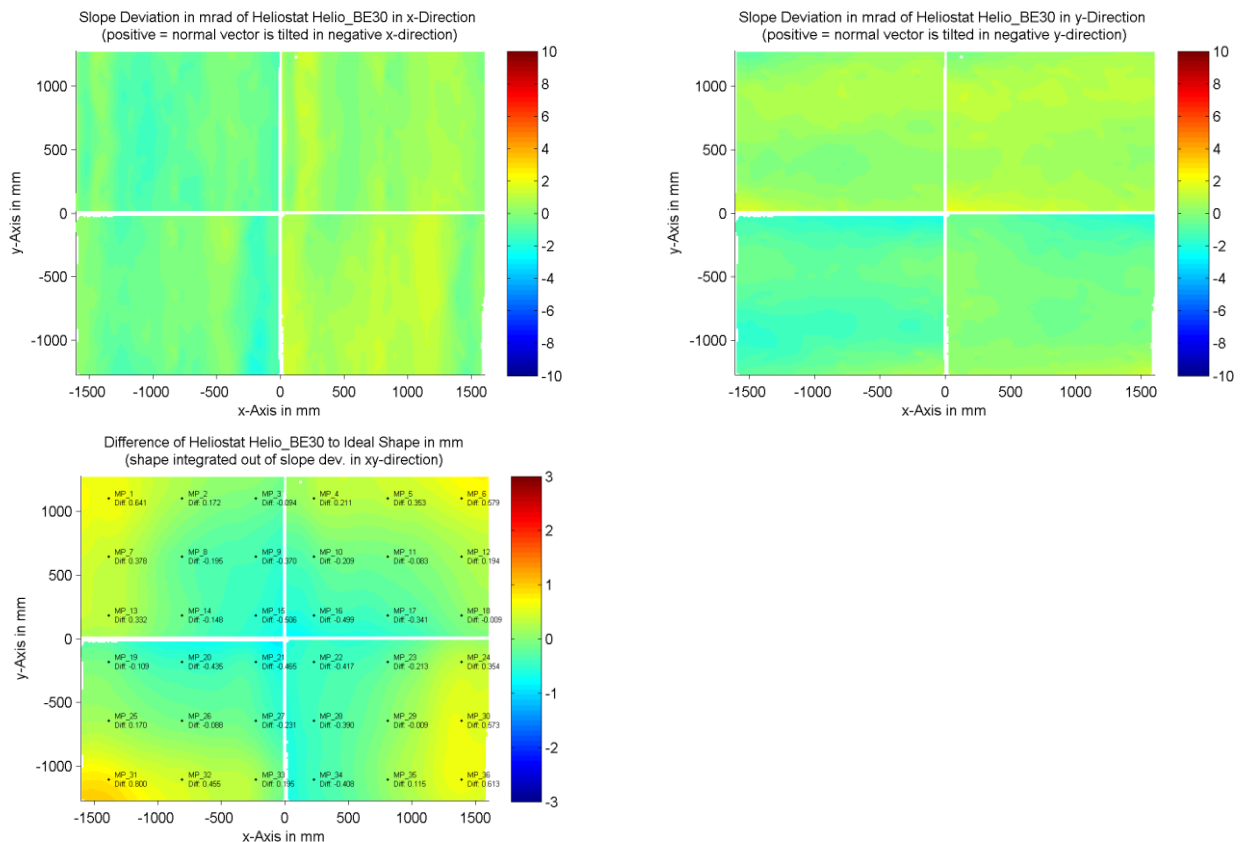 Slope Deviation in mrad of Heliostat Helio_BE30 in x-Direction
(positive = normal vector is tilted in negative x-direction)
y-Axis in mm
1000
500
0
-500
-1000
-1500 -1000 -500 0 500 1000 1500
x-Axis in mm
10
8
6
4
2
0
-2
-4
-6
-8
-10
Slope Deviation in mrad of Heliostat Helio_BE30 in y-Direction
(positive = normal vector is tilted in negative y-direction)
y-Axis in mm
1000
500
0
-500
-1000
-1500 -1000 -500 0 500 1000 1500
x-Axis in mm
10
8
6
4
2
0
-2
-4
-6
-8
-10
Difference of Heliostat Helio_BE30 to Ideal Shape in mm
(shape integrated out of slope dev. in xy-direction)
y-Axis in mm
1000
500
0
-500
-1000
MP_1 MP_2 MP_3 MP_4 MP_5 MP_6
Diff: 0.641 Diff: 0.172 Diff: -0.094 Diff: 0.211 Diff: 0.353 Diff: 0.579
MP_7 MP_8 MP_9 MP_10 MP_11 MP_12
Diff: 0.378 Diff: -0.195 Diff: -0.370 Diff: -0.209 Diff: -0.083 Diff: 0.194
MP_13 MP_14 MP_15 MP_16 MP_17 MP_18
Diff: 0.332 Diff: -0.148 Diff: -0.506 Diff: -0.499 Diff: -0.341 Diff: -0.009
MP_19 MP_20 MP_21 MP_22 MP_23 MP_24
Diff: -0.109 Diff: -0.435 Diff: -0.465 Diff: -0.417 Diff: -0.213 Diff: 0.354
MP_25 MP_26 MP_27 MP_28 MP_29 MP_30
Diff: 0.170 Diff: -0.088 Diff: -0.231 Diff: -0.390 Diff: -0.009 Diff: 0.573
MP_31 MP_32 MP_33 MP_34 MP_35 MP_36
Diff: 0.800 Diff: 0.455 Diff: 0.195 Diff: -0.408 Diff: 0.115 Diff: 0.613
-1500 -1000 -500 0 500 1000 1500
x-Axis in mm
3
2
1
0
-1
-2
-3